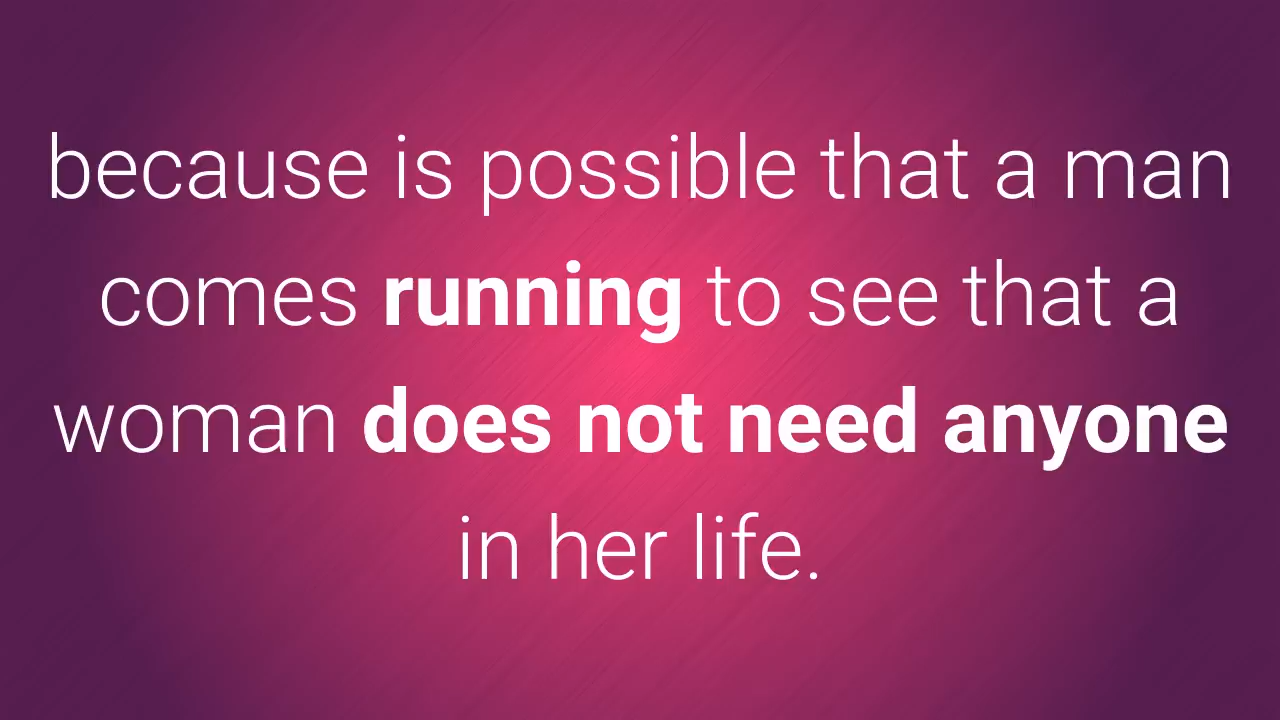 because is possible that a man
comes running to see that a
woman does not need anyone
in her life.